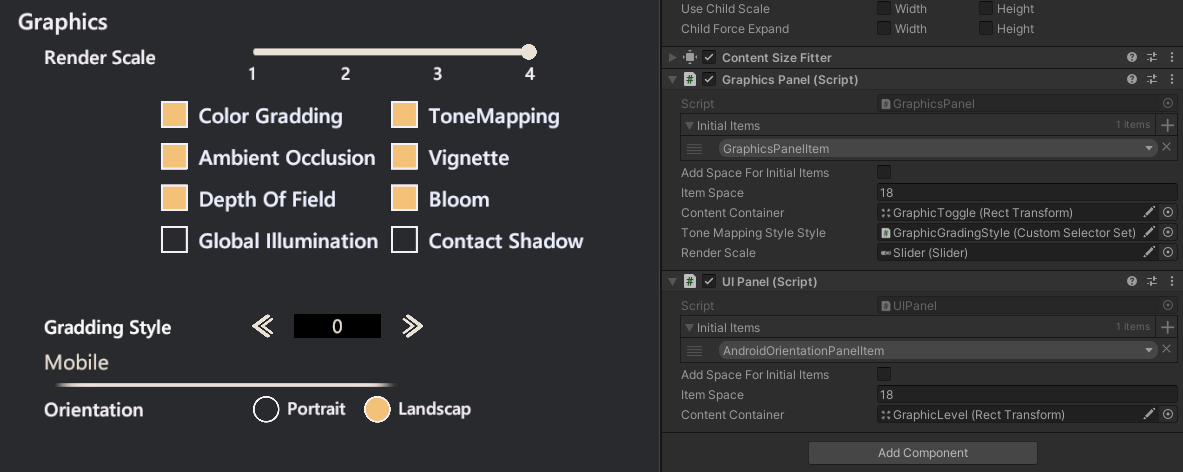 Graphics
Render Scale
1 2 3 4
Color Gradding ToneMapping
Ambient Occlusion Vignette
Depth Of Field Bloom
Global Illumination Contact Shadow
Gradding Style 0
Mobile
Orientation Portrait Landscap
Use Child Scale Width Height
Child Force Expand Width Height
Content Size Fitter
# Graphics Panel (Script)
Script GraphicsPanel
Initial Items 1 items
GraphicsPanelItem
Add Space For Initial Items
Item Space 18
Content Container GraphicToggle (Rect Transform)
Tone Mapping Style Style GraphicGradingStyle (Custom Selector Set)
Render Scale Slider (Slider)
# UI Panel (Script)
Script UIPanel
Initial Items 1 items
AndroidOrientationPanelItem
Add Space For Initial Items
Item Space 18
Content Container GraphicLevel (Rect Transform)
Add Component